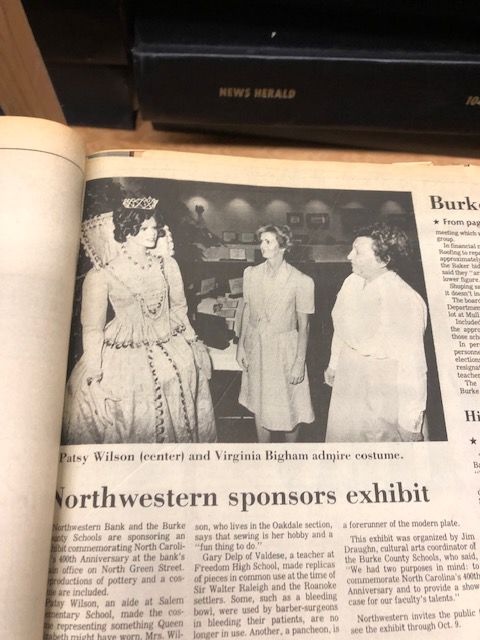 NEWS HERALD
Patsy Wilson (center) and Virginia Bigham admire costume.
Northwestern sponsors exhibit
Northwestern Bank and the Burke
County Schools are sponsoring an
exhibit commemorating North Caroli-
400th Anniversary at the bank's
office on North Green Street.
productions of pottery and a cos-
are included.
Patsy Wilson, an aide at Salem
mentary School, made the cos-
representing something Queen
zabeth might have worn. Mrs. Wil-
son, who lives in the Oakdale section,
says that sewing is her hobby and a
"fun thing to do."
Gary Delp of Valdese, a teacher at
Freedom High School, made replicas
of pieces in common use at the time of
Sir Walter Raleigh and the Roanoke
settlers. Some, such as a bleeding
bowl, were used by barber-surgeons
in bleeding their patients, are no
longer in use. Another, a pancheon, is
a forerunner of the modern plate.
This exhibit was organized by Jim
Draughn, cultural arts coordinator of
the Burke County Schools, who said,
"We had two purposes in mind: to
commemorate North Carolina's 400th
Anniversary and to provide a show
case for our faculty's talents."
Northwestern invites the public
see the exhibit through Oct. 9.
Burke
★ From pag
meeting which
group.
In financial
Roofing to repa
approximately
the Baker bid
said they "ar
lower figure.
Shuping sa
it doesn't in
The board
Department
lot at Mull
Included
the appro
those sch
In per
personne
election
resignat
teacher
The
Burke
Hi
★